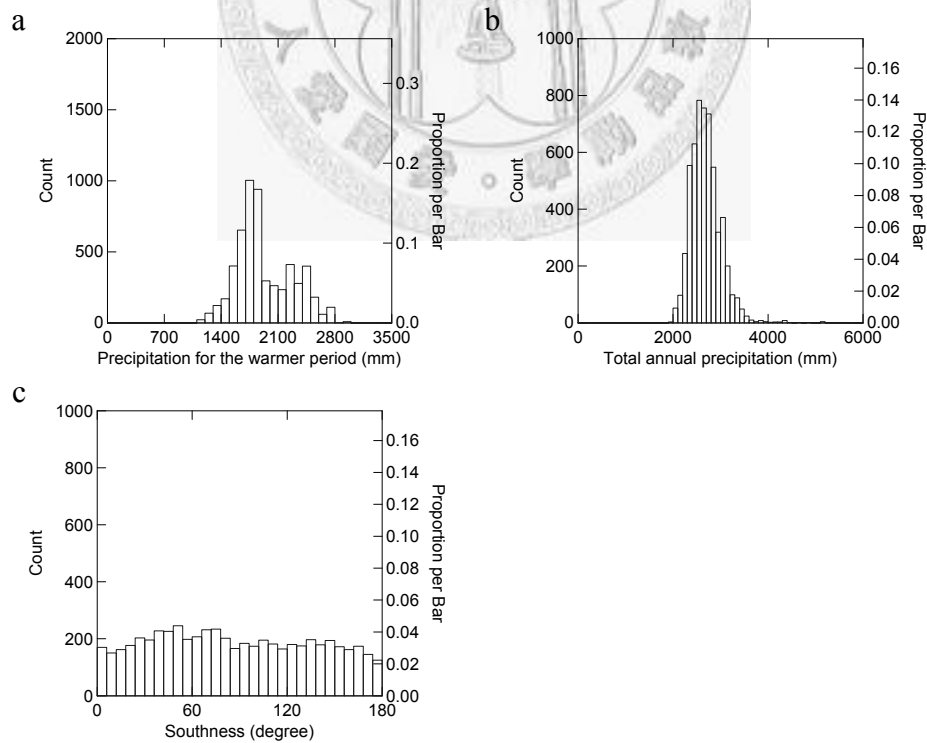 a
2000
1500
1000
500
0
Count
0.3
0.2
0.1
0.0
Proportion per Bar
0 700 1400 2100 2800 3500
Precipitation for the warmer period (mm)
b
1000
800
600
400
200
0
Count
0.16
0.14
0.12
0.10
0.08
0.06
0.04
0.02
0.00
Proportion per Bar
0 2000 4000 6000
Total annual precipitation (mm)
c
1000
800
600
400
200
0
Count
0.16
0.14
0.12
0.10
0.08
0.06
0.04
0.02
0.00
Proportion per Bar
0 60 120 180
Southness (degree)